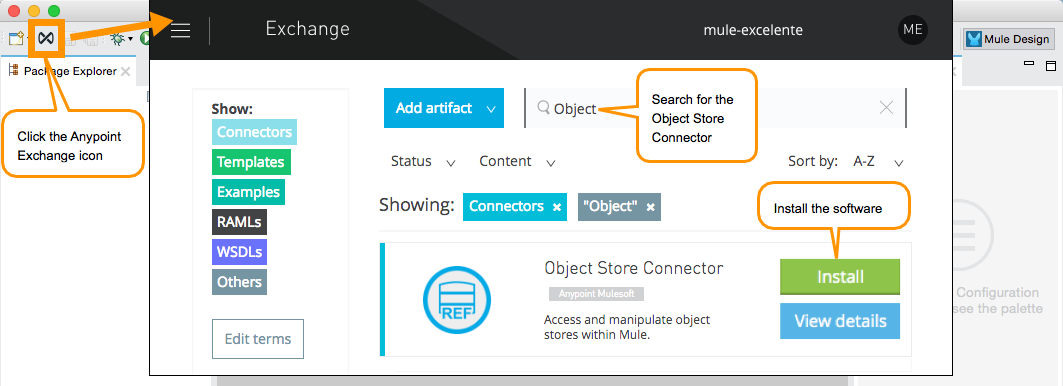 Exchange
mule-excelente
ME
Mule Design
Package Explorer
Click the Anypoint
Exchange icon
Show:
Connectors
Templates
Examples
RAMLs
WSDLs
Others
Edit terms
Add artifact
Object
Search for the
Object Store
Connector
Status
Content
Sort by: A-Z
Showing: Connectors × "Object" ×
Install the software
Object Store Connector
Anypoint Mulesoft
Access and manipulate object
stores within Mule.
REF
Install
View details
Configuration
see the palette